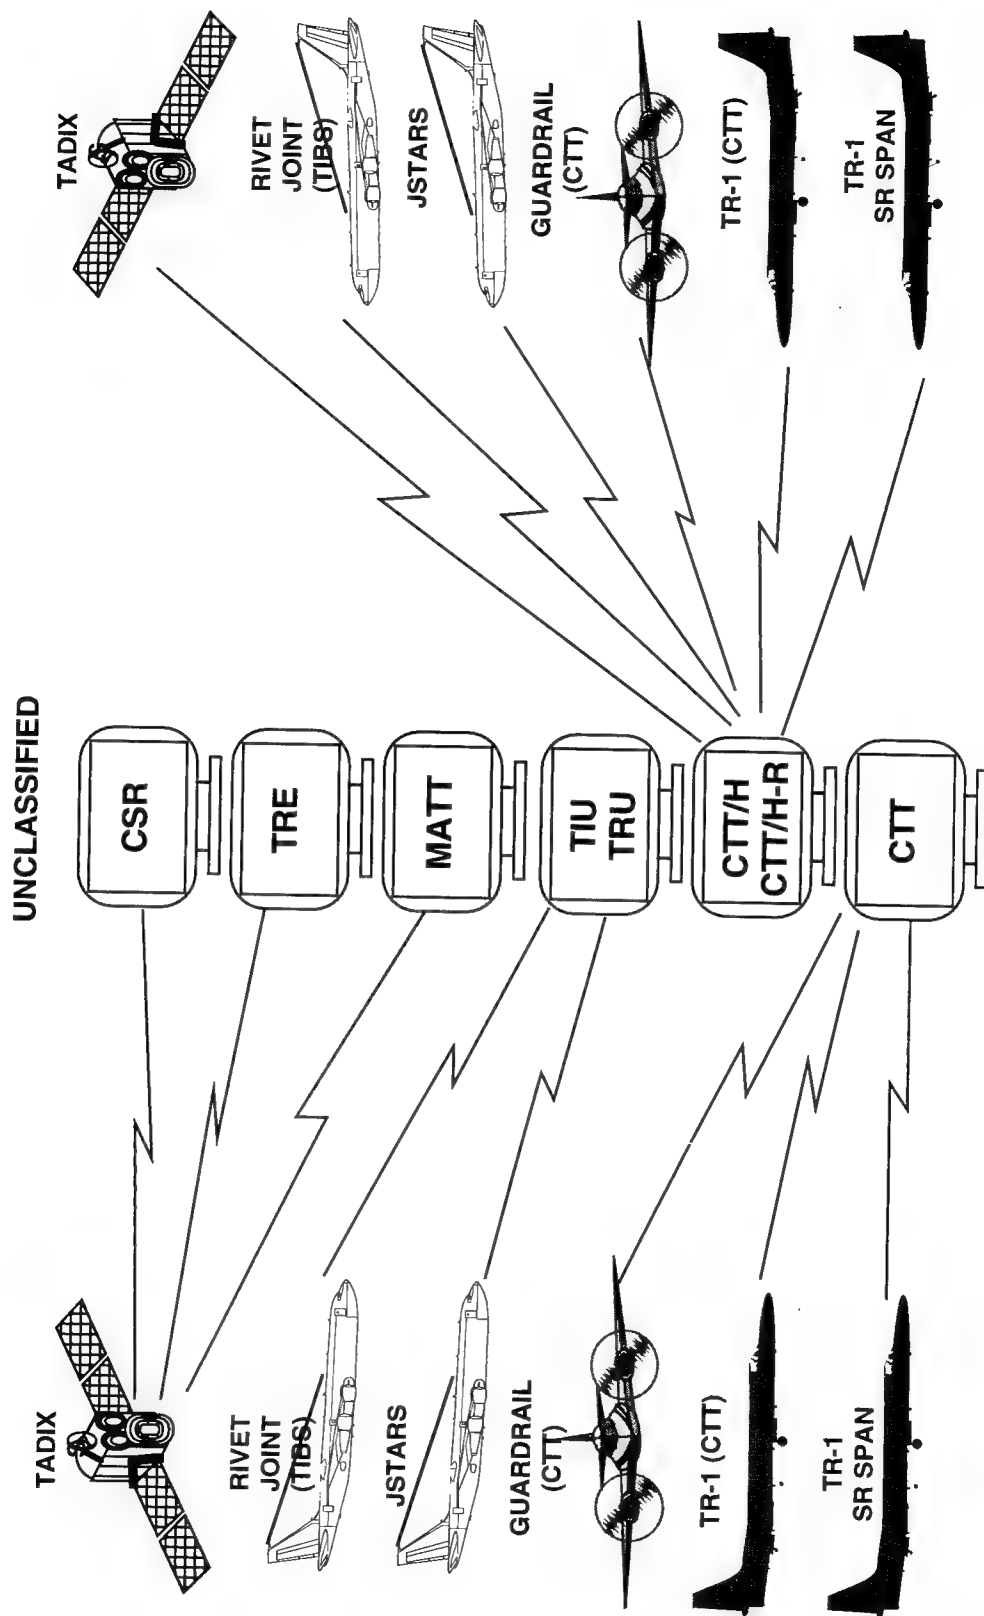 UNCLASSIFIED
TADIX
RIVET
JOINT
(TIBS)
JSTARS
GUARDRAIL
(CTT)
TR-1 (CTT)
TR-1
SR SPAN
CSR
TRE
MATT
TIU
TRU
CTT/H
CTT/H-R
CTT
TADIX
RIVET
JOINT
(TIBS)
JSTARS
GUARDRAIL
(CTT)
TR-1 (CTT)
TR-1
SR SPAN